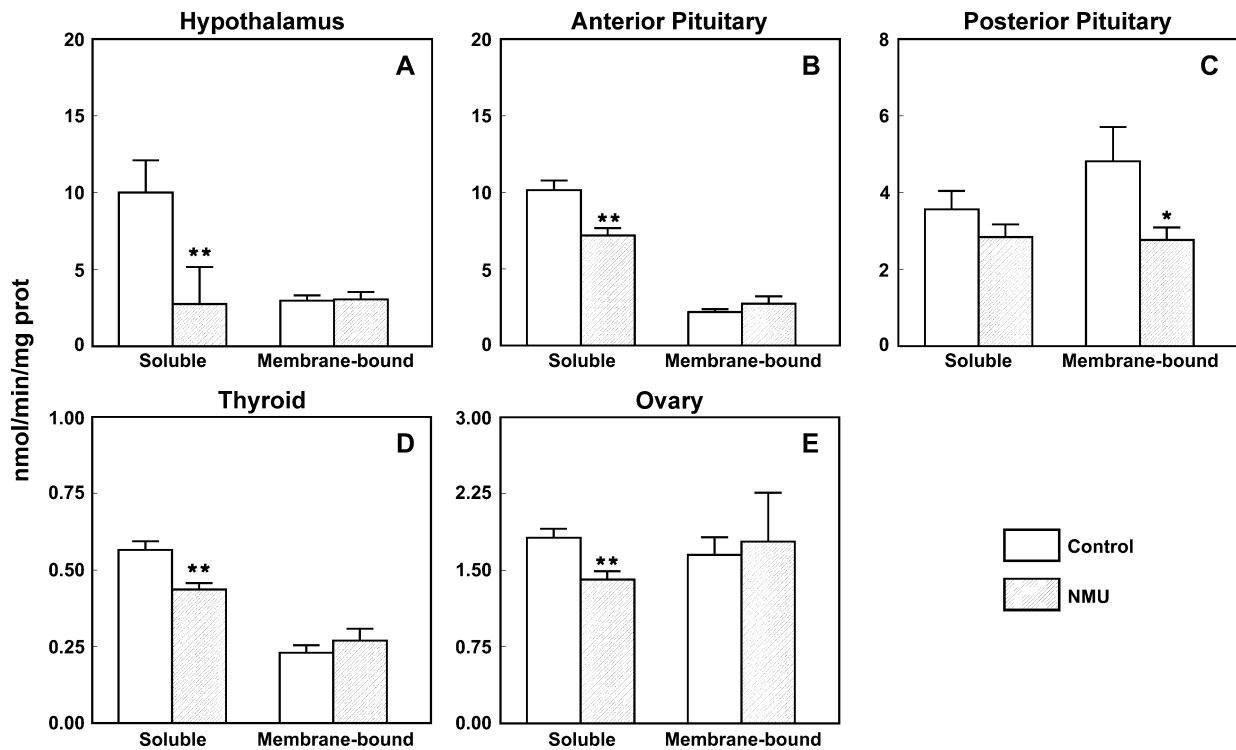 Hypothalamus
Anterior Pituitary
Posterior Pituitary
20
15
10
5
0
A
**
Soluble
Membrane-bound
20
15
10
5
0
B
**
Soluble
Membrane-bound
8
6
4
2
0
C
*
Soluble
Membrane-bound
nmol/min/mg prot
Thyroid
Ovary
1.00
0.75
0.50
0.25
0.00
D
**
Soluble
Membrane-bound
3.00
2.25
1.50
0.75
0.00
E
**
Soluble
Membrane-bound
Control
NMU